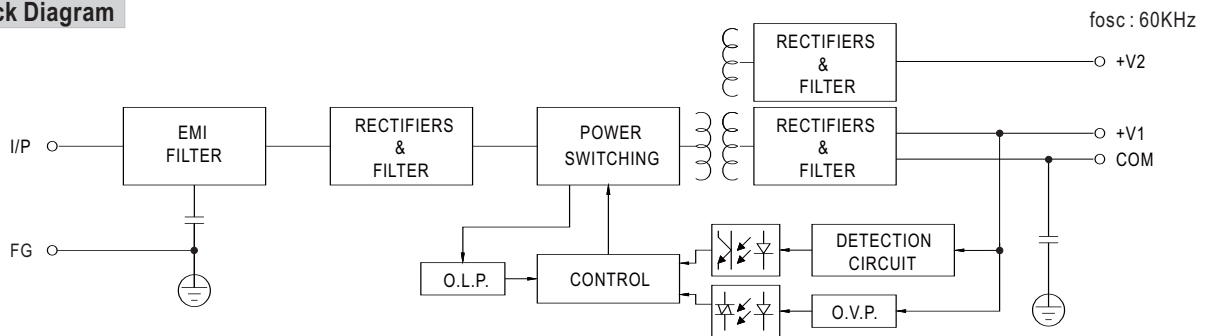 ck Diagram
fosc : 60KHz
RECTIFIERS
&
FILTER
+V2
I/P
EMI
FILTER
RECTIFIERS
&
FILTER
POWER
SWITCHING
RECTIFIERS
&
FILTER
+V1
COM
FG
O.L.P.
CONTROL
DETECTION
CIRCUIT
O.V.P.